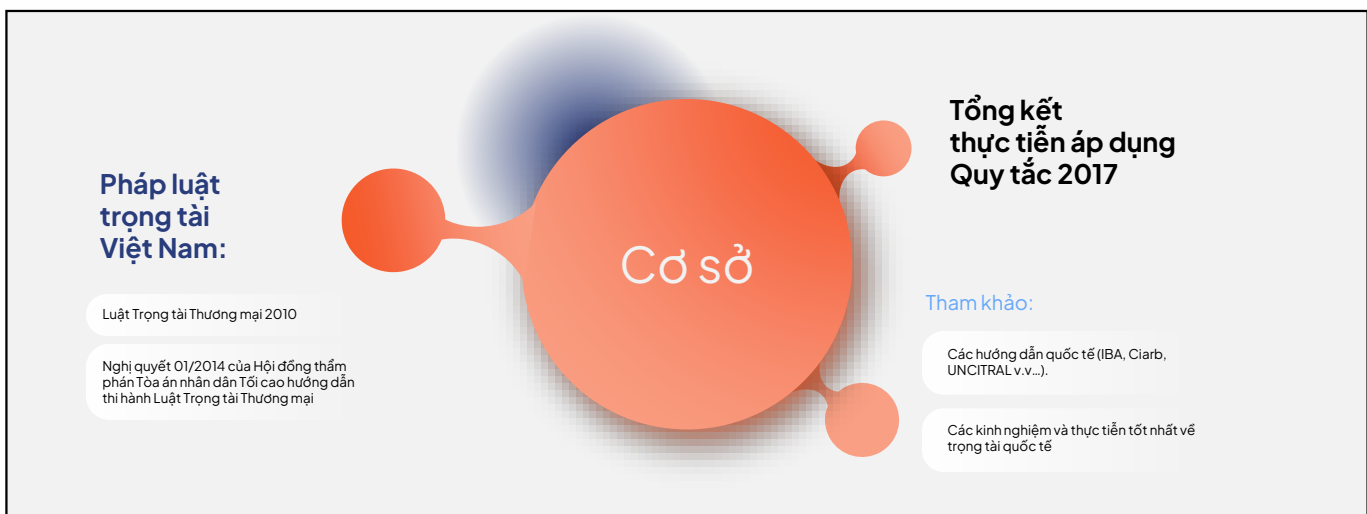 Pháp luật
trọng tài
Việt Nam:
Luật Trọng tài Thương mại 2010
Nghị quyết 01/2014 của Hội đồng thẩm
phán Tòa án nhân dân Tối cao hướng dẫn
thi hành Luật Trọng tài Thương mại
Cơ sở
Tổng kết
thực tiễn áp dụng
Quy tắc 2017
Tham khảo:
Các hướng dẫn quốc tế (IBA, Ciarb,
UNCITRAL v.v...).
Các kinh nghiệm và thực tiễn tốt nhất về
trọng tài quốc tế